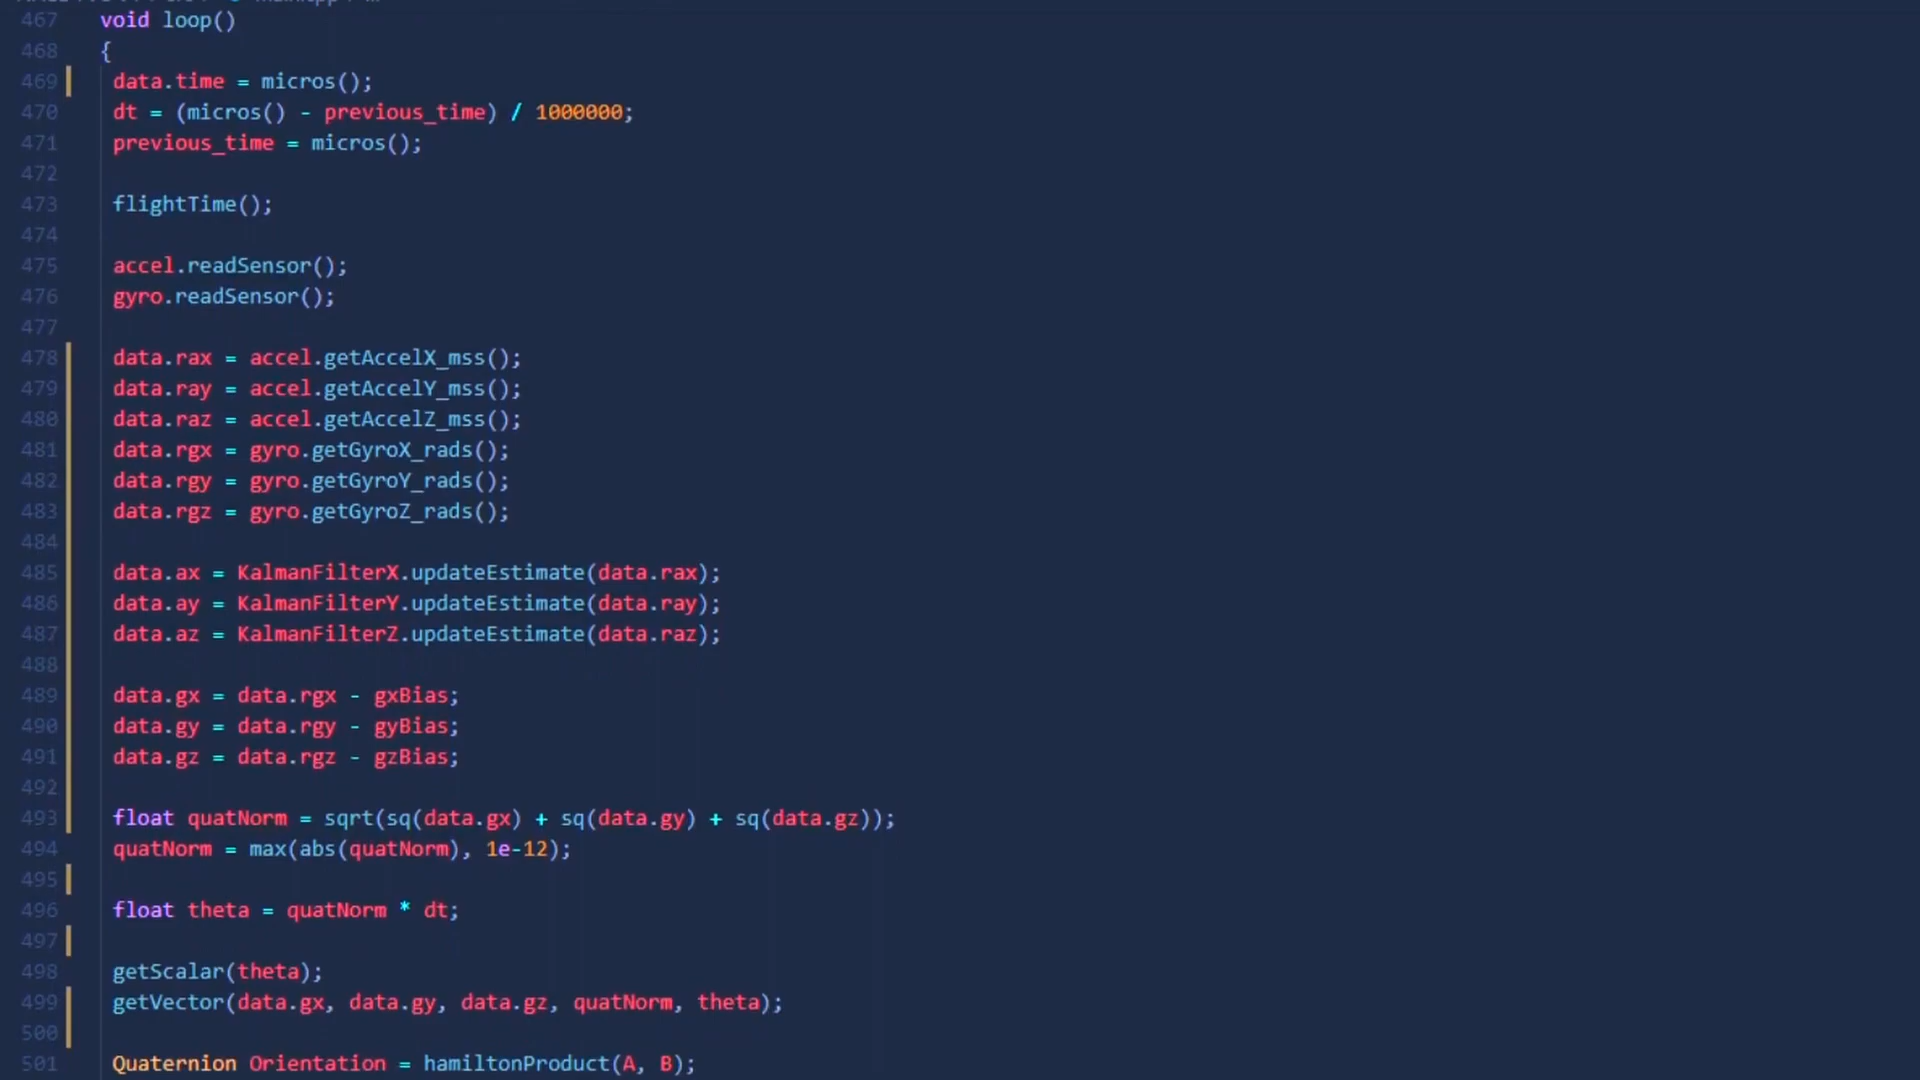 467 void loop()
468 {
469 data.time = micros();
470 dt = (micros() - previous_time) / 1000000;
471 previous_time = micros();
472
473 flightTime();
474
475 accel.readSensor();
476 gyro.readSensor();
477
478 data.rax = accel.getAccelX_mss();
479 data.ray = accel.getAccelY_mss();
480 data.raz = accel.getAccelZ_mss();
481 data.rgx = gyro.getGyroX_rads();
482 data.rgy = gyro.getGyroY_rads();
483 data.rgz = gyro.getGyroZ_rads();
484
485 data.ax = KalmanFilterX.updateEstimate(data.rax);
486 data.ay = KalmanFilterY.updateEstimate(data.ray);
487 data.az = KalmanFilterZ.updateEstimate(data.raz);
488
489 data.gx = data.rgx - gxBias;
490 data.gy = data.rgy - gyBias;
491 data.gz = data.rgz - gzBias;
492
493 float quatNorm = sqrt(sq(data.gx) + sq(data.gy) + sq(data.gz));
494 quatNorm = max(abs(quatNorm), 1e-12);
495
496 float theta = quatNorm * dt;
497
498 getScalar(theta);
499 getVector(data.gx, data.gy, data.gz, quatNorm, theta);
500
501 Quaternion Orientation = hamiltonProduct(A, B);